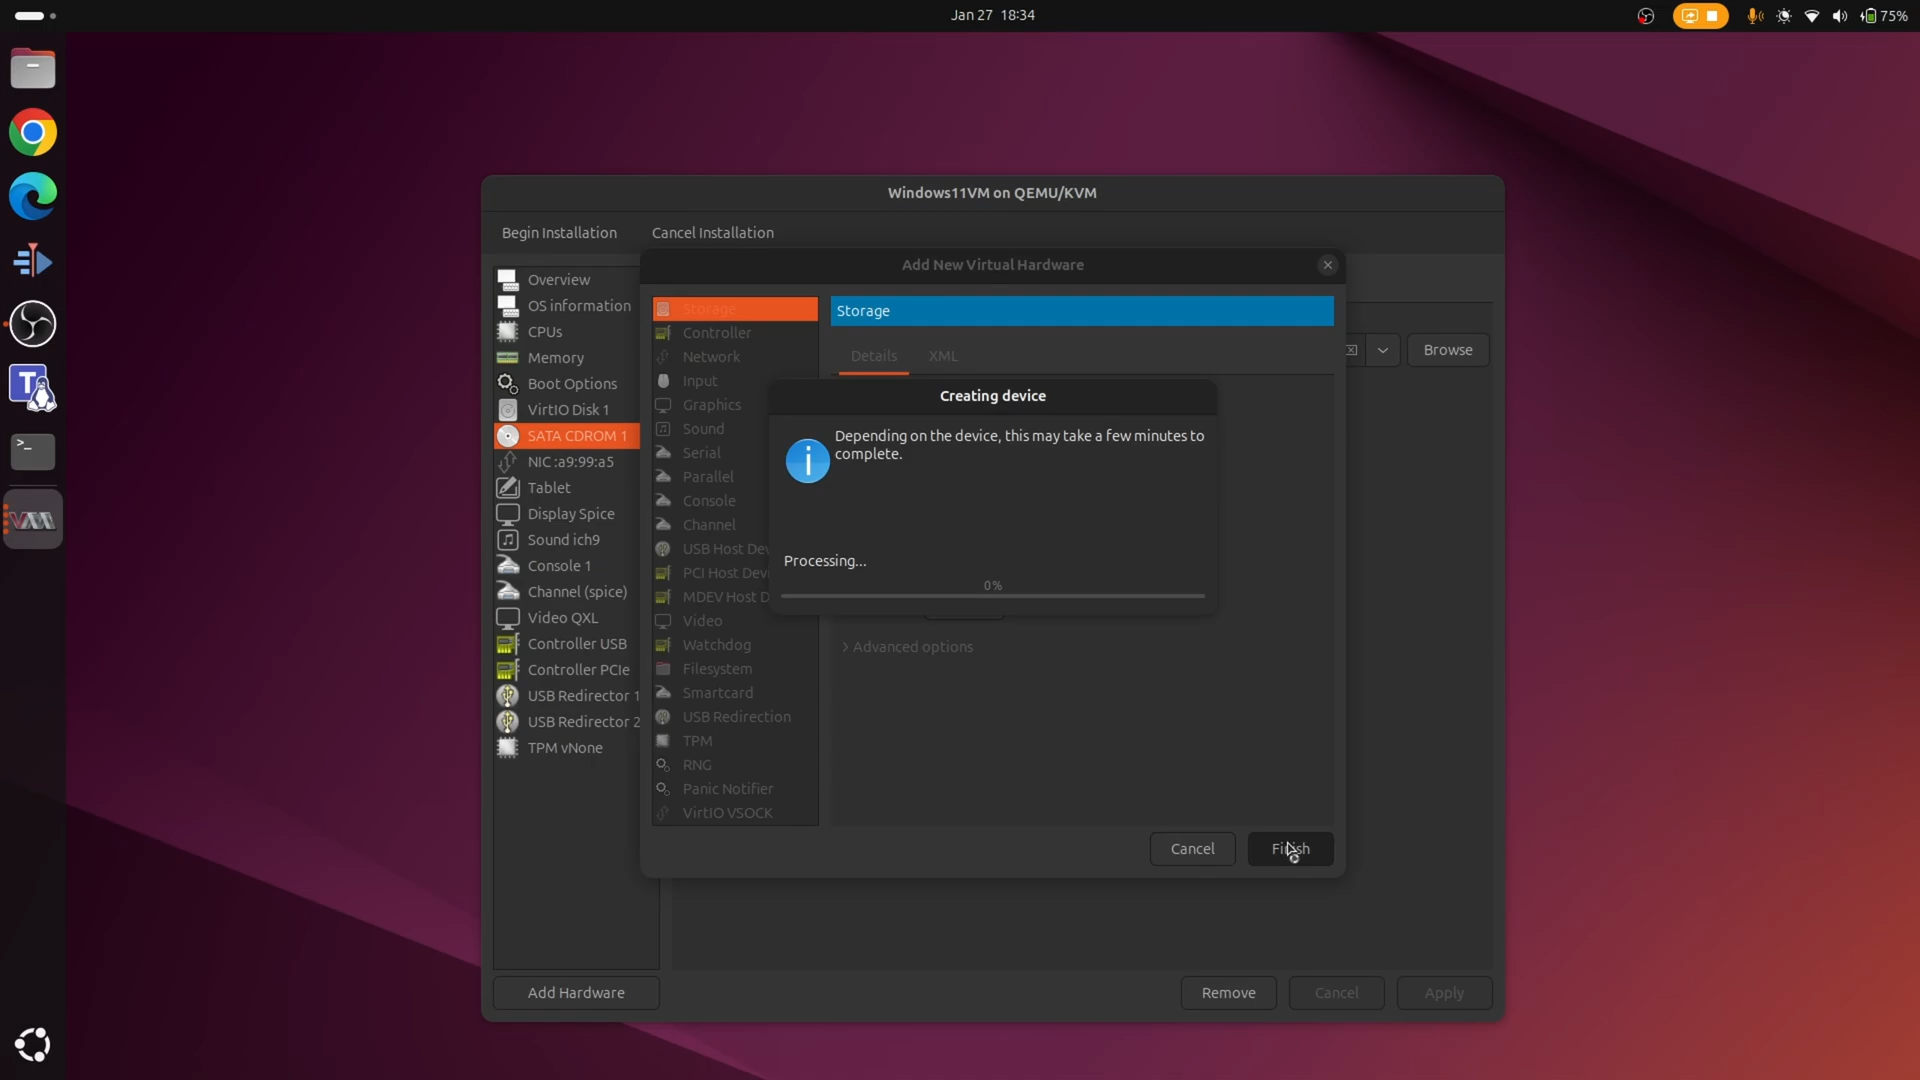 Jan 27 18:34
75%
Windows11VM on QEMU/KVM
Begin Installation
Cancel Installation
Overview
OS information
CPUs
Memory
Boot Options
VirtIO Disk 1
SATA CDROM 1
NIC :a9:99:a5
Tablet
Display Spice
Sound ich9
Console 1
Channel (spice)
Video QXL
Controller USB
Controller PCIe
USB Redirector 1
USB Redirector 2
TPM vNone
Add Hardware
Add New Virtual Hardware
Storage
Controller
Network
Input
Graphics
Sound
Serial
Parallel
Console
Channel
USB Host Dev
PCI Host Devi
MDEV Host D
Video
Watchdog
Filesystem
Smartcard
USB Redirection
TPM
RNG
Panic Notifier
VirtIO VSOCK
Storage
Details
XML
Creating device
Depending on the device, this may take a few minutes to
complete.
Processing...
0%
Advanced options
Cancel
Finish
Browse
Remove
Cancel
Apply
T
>_
VM